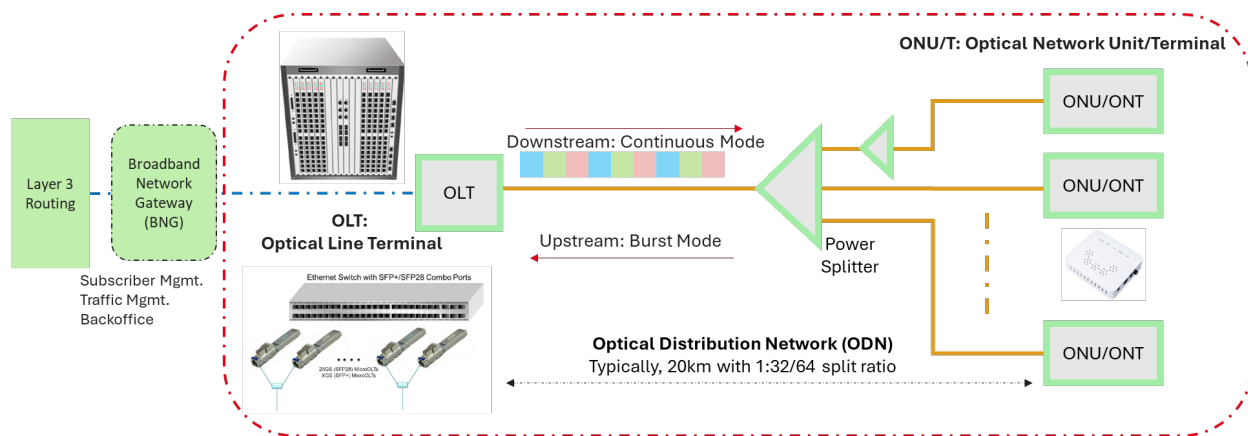 ONU/T: Optical Network Unit/Terminal
ONU/ONT
Downstream: Continuous Mode
Layer 3
Routing
Broadband
Network
Gateway
(BNG)
OLT
ONU/ONT
OLT:
Optical Line Terminal
Upstream: Burst Mode
Power
Splitter
Subscriber Mgmt.
Traffic Mgmt.
Backoffice
Ethernet Switch with SFP+/SFP28 Combo Ports
25GS (SFP28) MicroOLTs
XGS (SFP+) MicroOLTs
Optical Distribution Network (ODN)
Typically, 20km with 1:32/64 split ratio
ONU/ONT